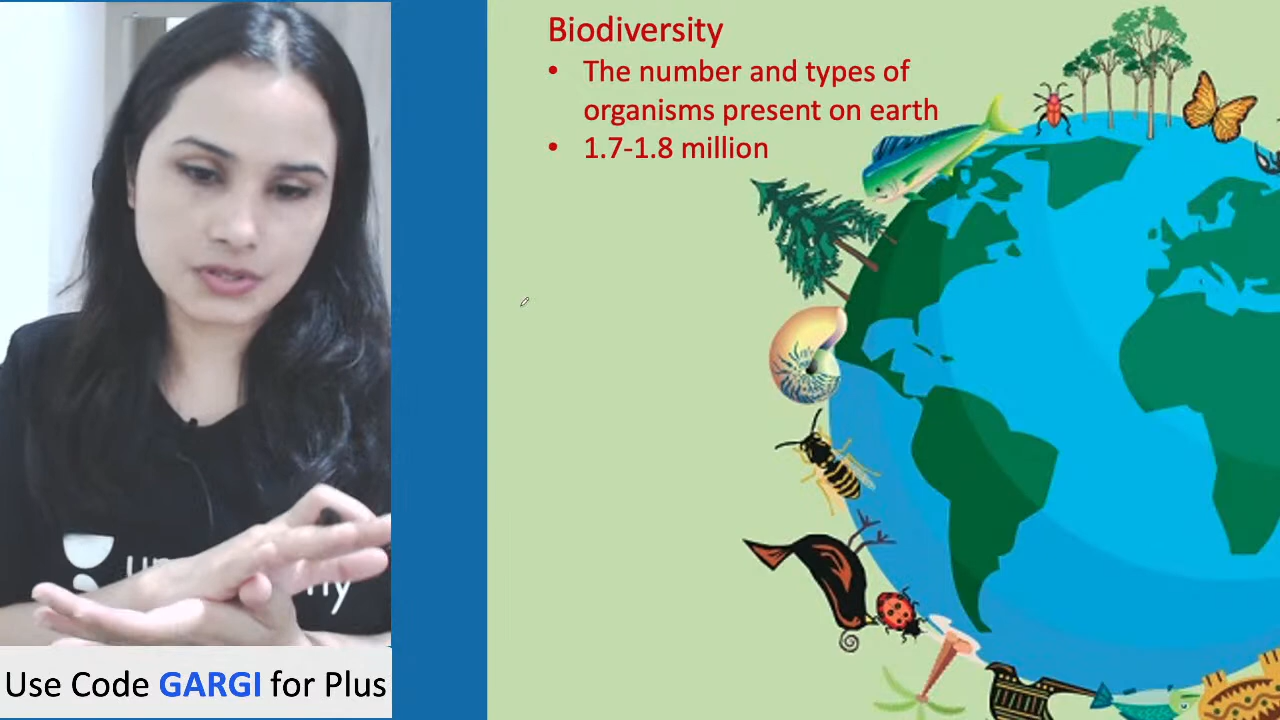 Biodiversity
• The number and types of
organisms present on earth
• 1.7-1.8 million
Use Code GARGI for Plus